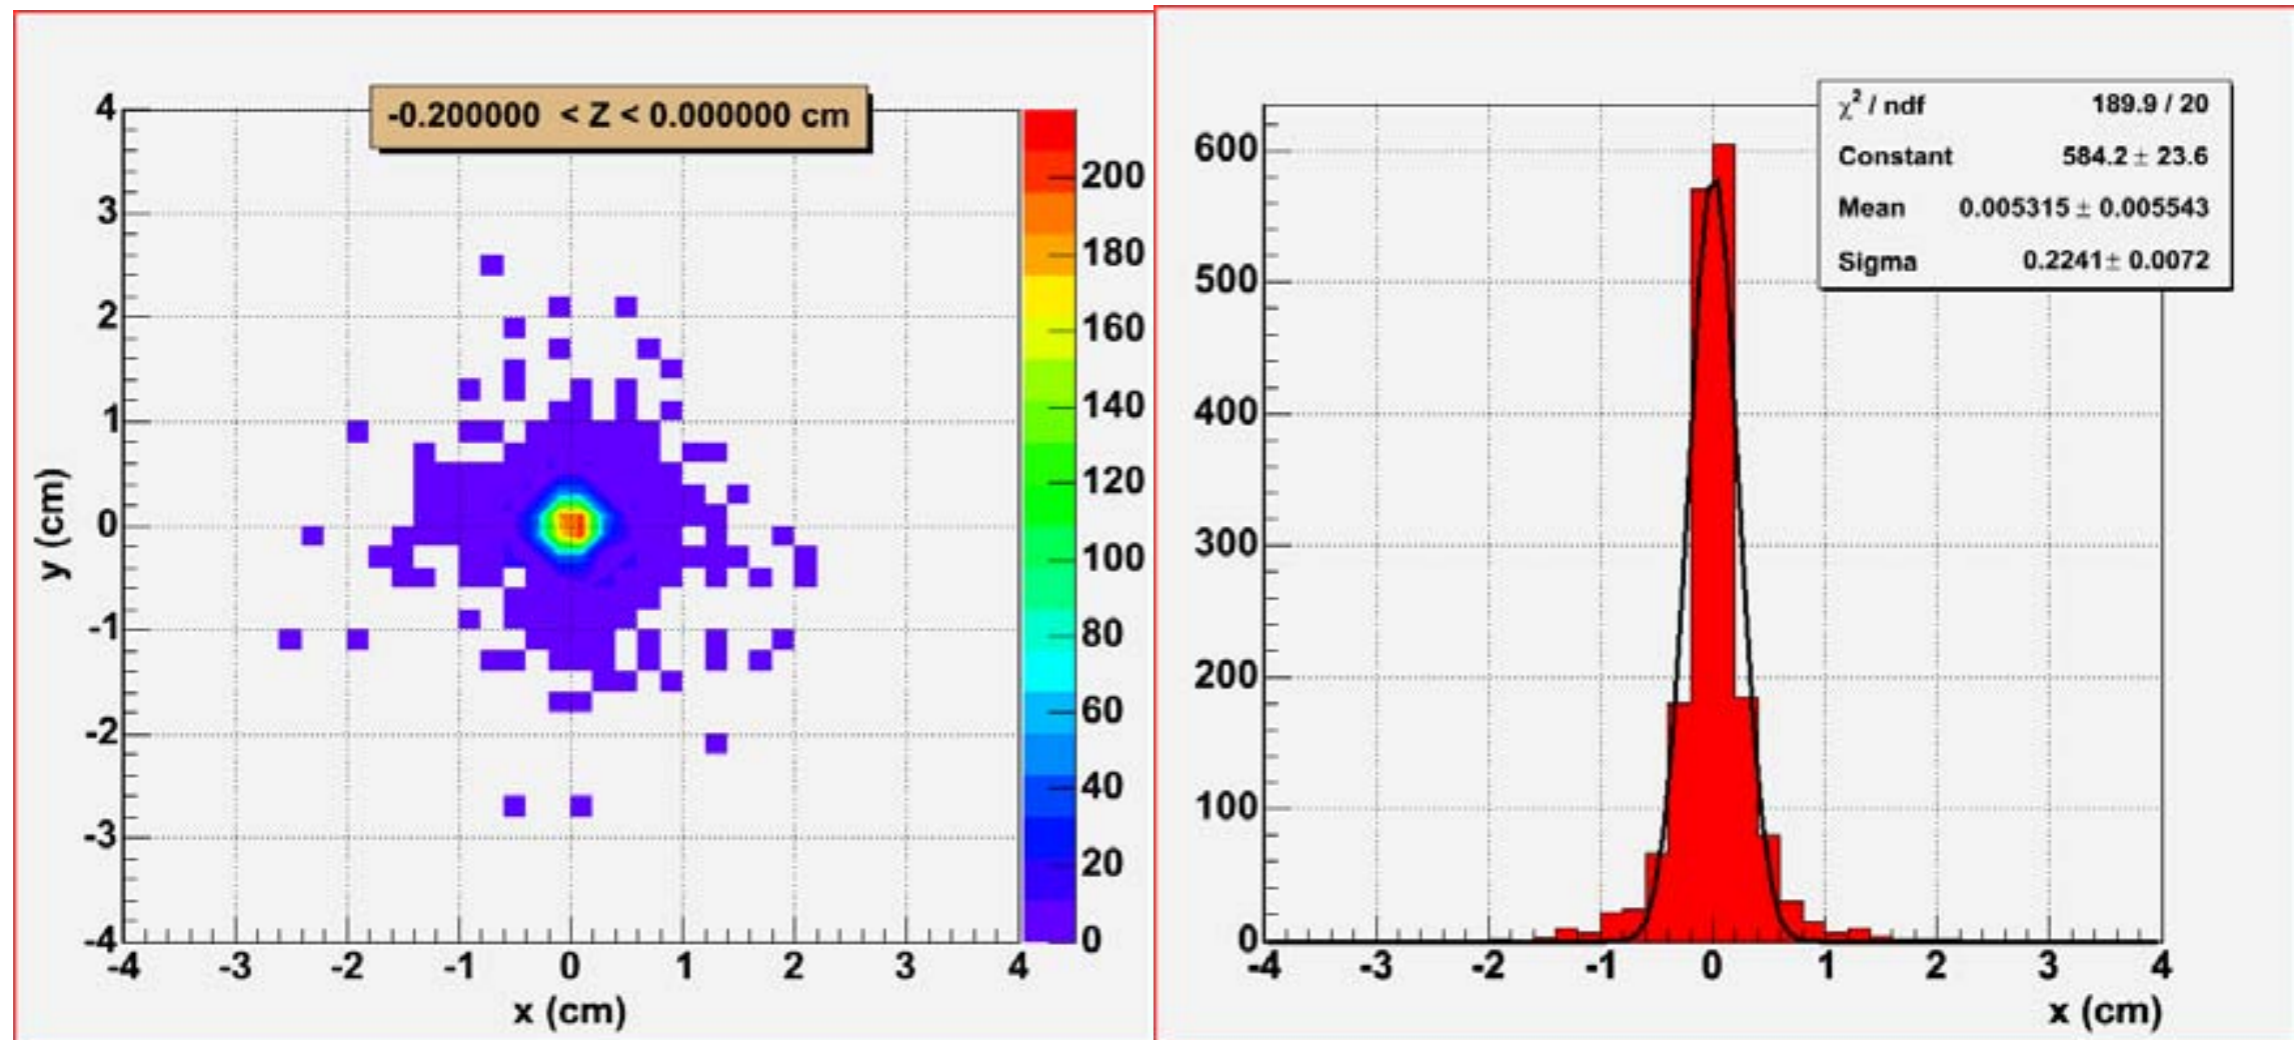 -0.200000 < Z < 0.000000 cm
4
3
2
1
0
-1
-2
-3
-4
y (cm)
-4 -3 -2 -1 0 1 2 3 4
x (cm)
200
180
160
140
120
100
80
60
40
20
0
χ² / ndf 189.9 / 20
Constant 584.2 ± 23.6
Mean 0.005315 ± 0.005543
Sigma 0.2241± 0.0072
600
500
400
300
200
100
0
-4 -3 -2 -1 0 1 2 3 4
x (cm)